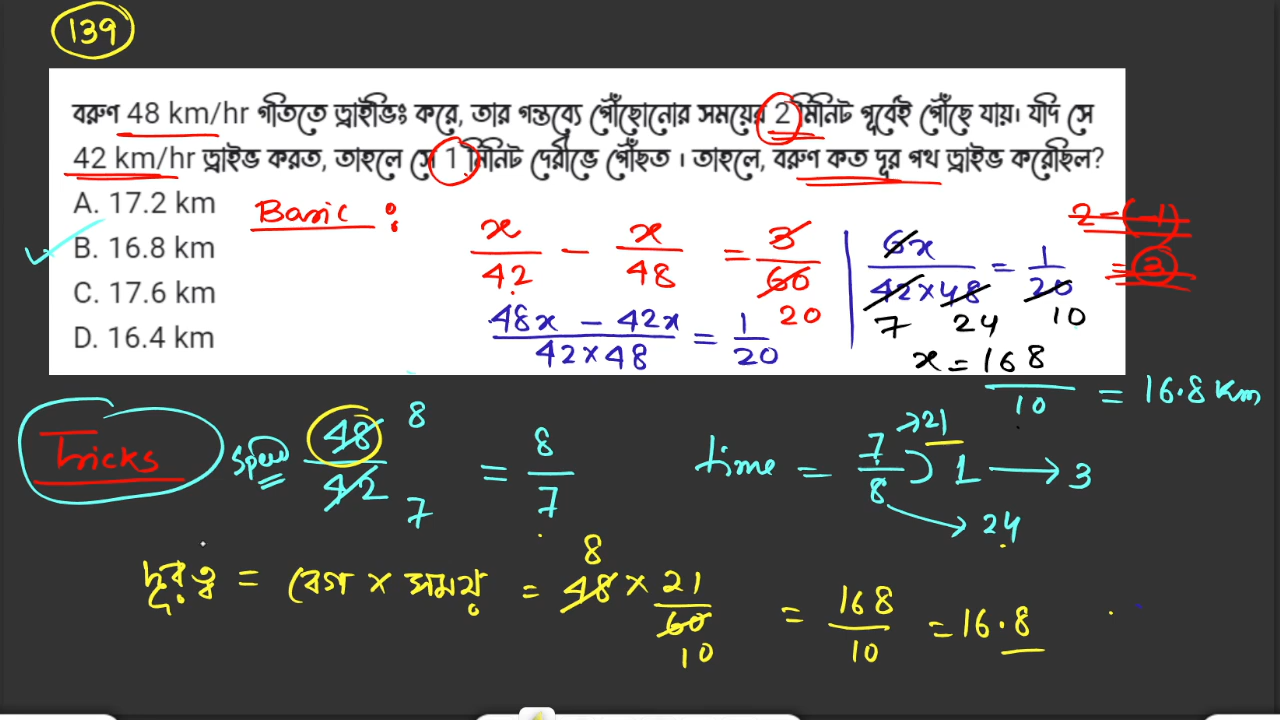 139
বরুণ 48 km/hr গতিতে ড্রাইভিং করে, তার গন্তব্যে পৌঁছোনোর সময়ের 2 মিনিট পূর্বেই পৌঁছে যায়। যদি সে
42 km/hr ড্রাইভ করত, তাহলে সে 1 মিনিট দেরীতে পৌঁছত। তাহলে, বরুণ কত দূর পথ ড্রাইভ করেছিল?
A. 17.2 km
B. 16.8 km
C. 17.6 km
D. 16.4 km
Basic :
x/42 - x/48 = 3/60 20
48x - 42x / 42×48 = 1/20
6x / 42×48 = 1/20
7 24 10
x = 168/10 = 16.8 Km
2-(-1)
= 3
Tricks
Speed 48/42 8 7 = 8/7
time = 7/8 ) 1 → 3
→ 21
→ 24
দূরত্ব = বেগ × সময় = 48 × 21/60 = 168/10 = 16.8
8
10